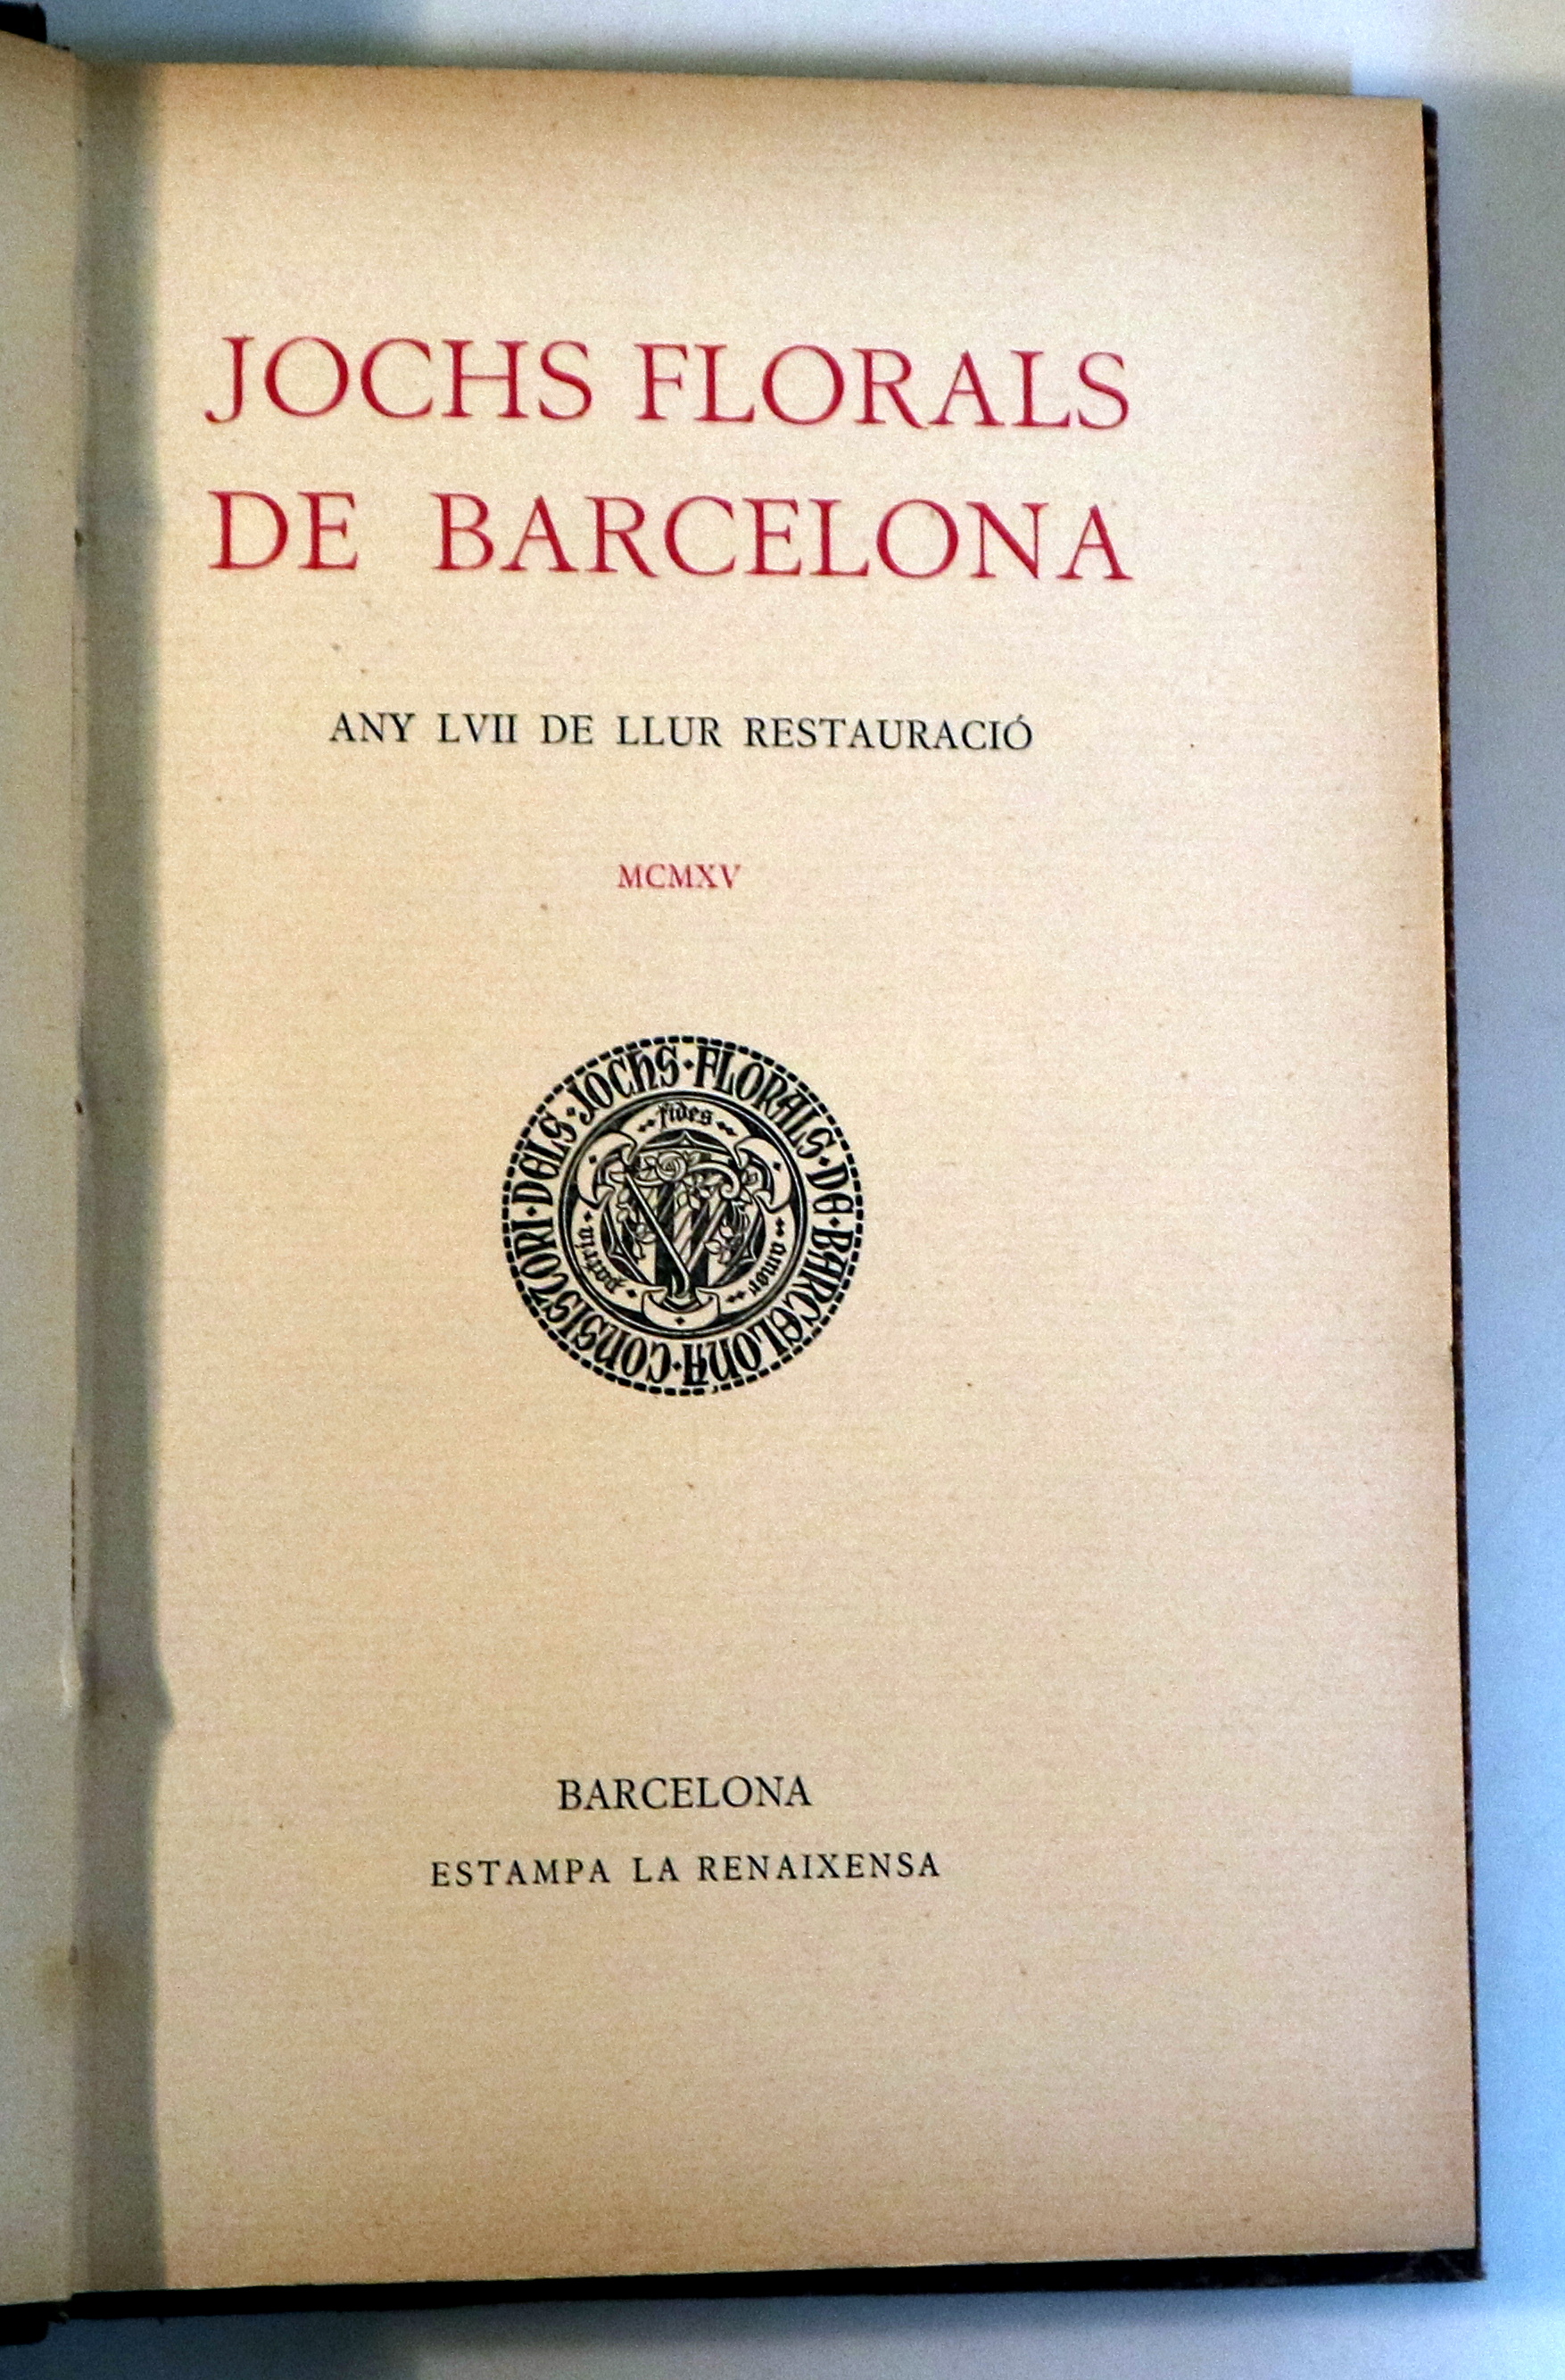 JOCHS FLORALS
DE BARCELONA
ANY LVII DE LLUR RESTAURACIÓ
MCMXV
CONSISTORI · DELS · JOCHS · FLORALS · DE · BARCELONA ·
fides
amor
patria
BARCELONA
ESTAMPA LA RENAIXENSA